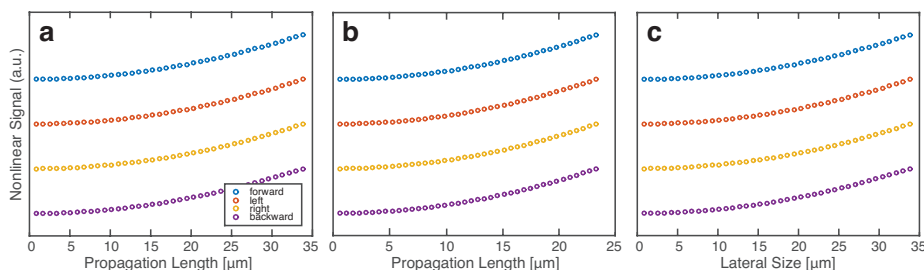 a
b
c
Nonlinear Signal (a.u.)
forward
left
right
backward
0 5 10 15 20 25 30 35
0 5 10 15 20 25
0 5 10 15 20 25 30 35
Propagation Length [μm]
Propagation Length [μm]
Lateral Size [μm]